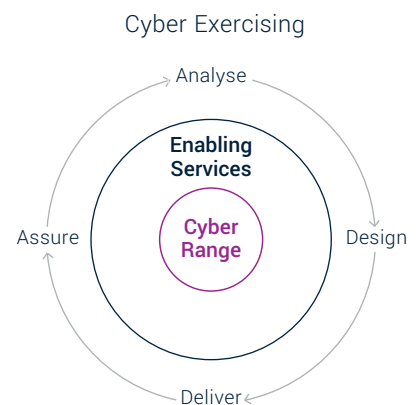 Cyber Exercising
Analyse
Enabling
Services
Cyber
Range
Assure
Design
Deliver